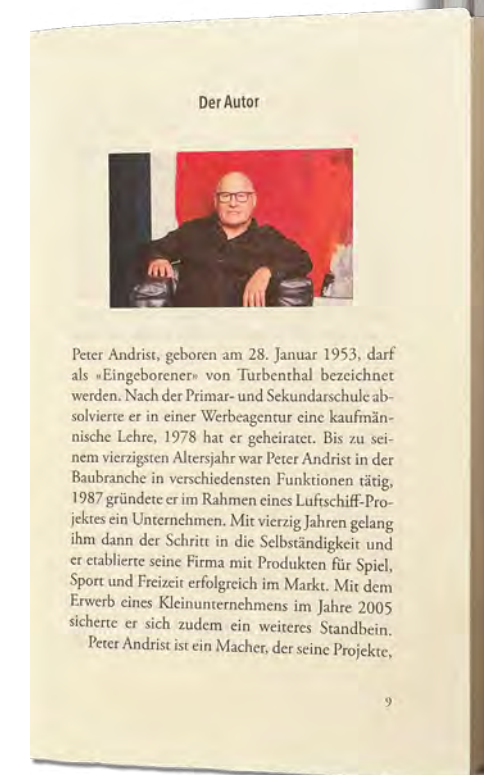 Der Autor
Peter Andrist, geboren am 28. Januar 1953, darf
als «Eingeborener» von Turbenthal bezeichnet
werden. Nach der Primar- und Sekundarschule ab-
solvierte er in einer Werbeagentur eine kaufmän-
nische Lehre, 1978 hat er geheiratet. Bis zu sei-
nem vierzigsten Altersjahr war Peter Andrist in der
Baubranche in verschiedensten Funktionen tätig,
1987 gründete er im Rahmen eines Luftschiff-Pro-
jektes ein Unternehmen. Mit vierzig Jahren gelang
ihm dann der Schritt in die Selbständigkeit und
er etablierte seine Firma mit Produkten für Spiel,
Sport und Freizeit erfolgreich im Markt. Mit dem
Erwerb eines Kleinunternehmens im Jahre 2005
sicherte er sich zudem ein weiteres Standbein.
Peter Andrist ist ein Macher, der seine Projekte,
9